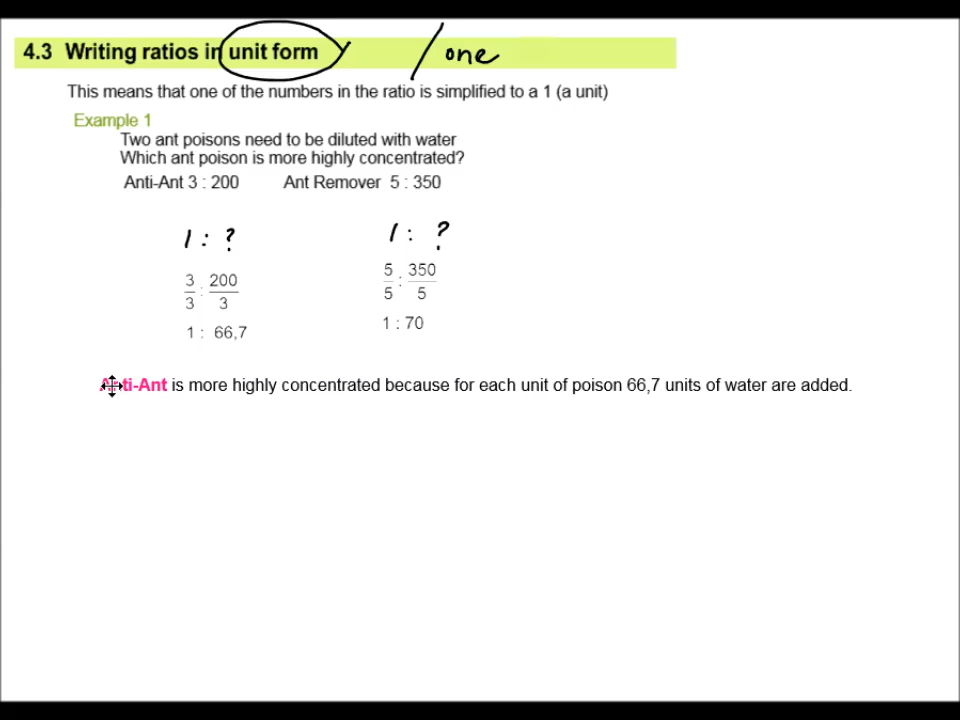 4.3 Writing ratios in unit form / one
This means that one of the numbers in the ratio is simplified to a 1 (a unit)
Example 1
Two ant poisons need to be diluted with water
Which ant poison is more highly concentrated?
Anti-Ant 3 : 200 Ant Remover 5 : 350
1 : ? 1 : ?
3/3 : 200/3 5/5 : 350/5
1 : 66,7 1 : 70
Anti-Ant is more highly concentrated because for each unit of poison 66,7 units of water are added.